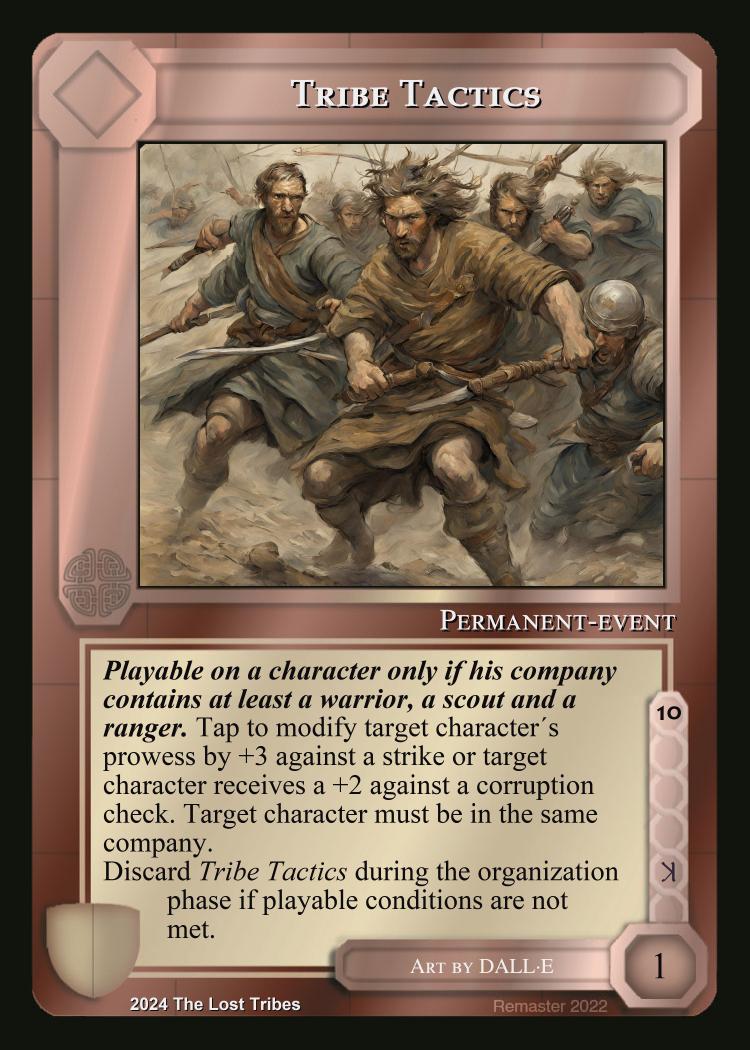 Tribe Tactics
Permanent-event
Playable on a character only if his company
contains at least a warrior, a scout and a
ranger. Tap to modify target character´s
prowess by +3 against a strike or target
character receives a +2 against a corruption
check. Target character must be in the same
company.
Discard Tribe Tactics during the organization
phase if playable conditions are not
met.
10
Art by DALL·E
1
2024 The Lost Tribes
Remaster 2022